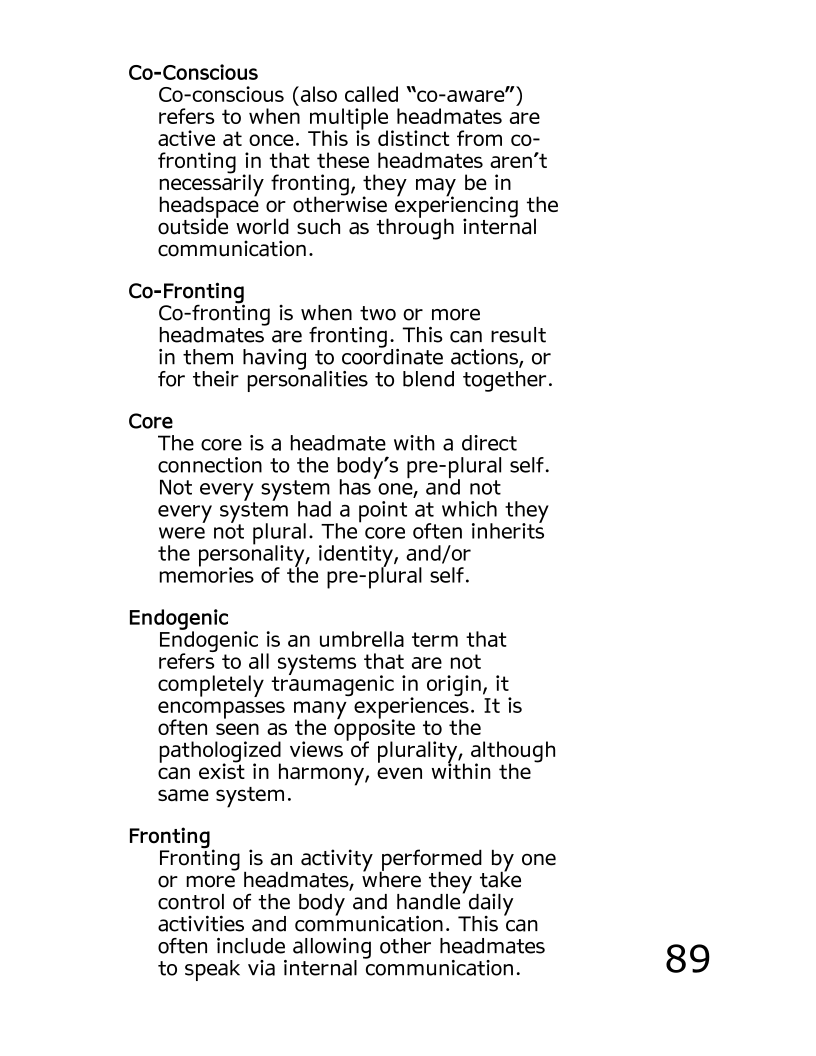 Co-Conscious
Co-conscious (also called “co-aware”)
refers to when multiple headmates are
active at once. This is distinct from co-
fronting in that these headmates aren’t
necessarily fronting, they may be in
headspace or otherwise experiencing the
outside world such as through internal
communication.
Co-Fronting
Co-fronting is when two or more
headmates are fronting. This can result
in them having to coordinate actions, or
for their personalities to blend together.
Core
The core is a headmate with a direct
connection to the body’s pre-plural self.
Not every system has one, and not
every system had a point at which they
were not plural. The core often inherits
the personality, identity, and/or
memories of the pre-plural self.
Endogenic
Endogenic is an umbrella term that
refers to all systems that are not
completely traumagenic in origin, it
encompasses many experiences. It is
often seen as the opposite to the
pathologized views of plurality, although
can exist in harmony, even within the
same system.
Fronting
Fronting is an activity performed by one
or more headmates, where they take
control of the body and handle daily
activities and communication. This can
often include allowing other headmates
to speak via internal communication.
89